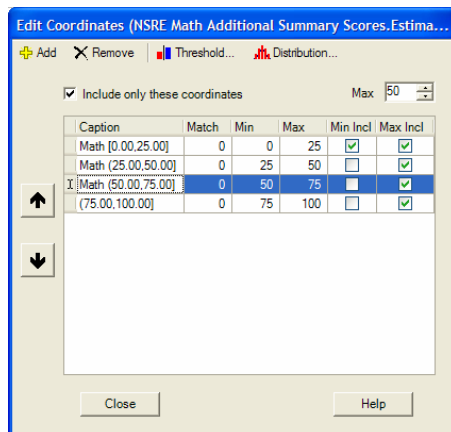 Edit Coordinates (NSRE Math Additional Summary Scores.Estima...
Add Remove Threshold... Distribution...
Include only these coordinates Max 50
Caption Match Min Max Min Incl Max Incl
Math [0.00,25.00] 0 0 25
Math (25.00,50.00] 0 25 50
Math (50.00,75.00] 0 50 75
(75.00,100.00] 0 75 100
Close Help